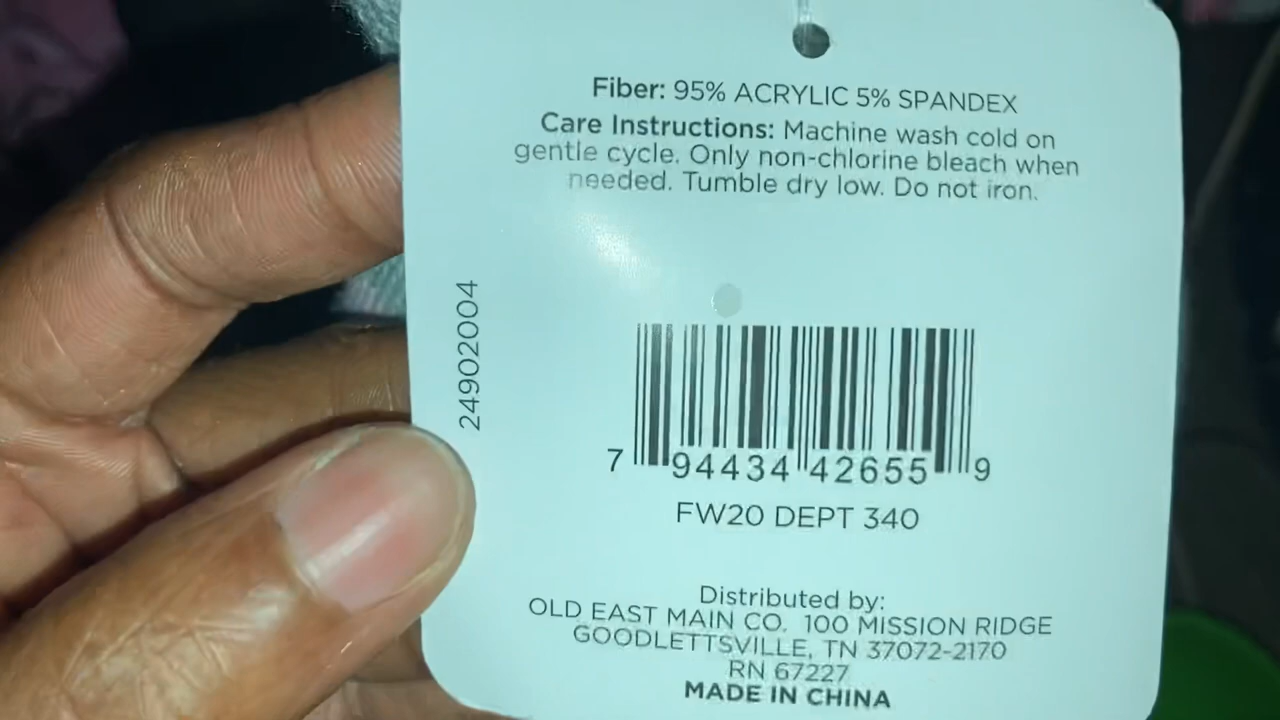 Fiber: 95% ACRYLIC 5% SPANDEX
Care Instructions: Machine wash cold on
gentle cycle. Only non-chlorine bleach when
needed. Tumble dry low. Do not iron.
24902004
7 94434 42655 9
FW20 DEPT 340
Distributed by:
OLD EAST MAIN CO. 100 MISSION RIDGE
GOODLETTSVILLE, TN 37072-2170
RN 67227
MADE IN CHINA